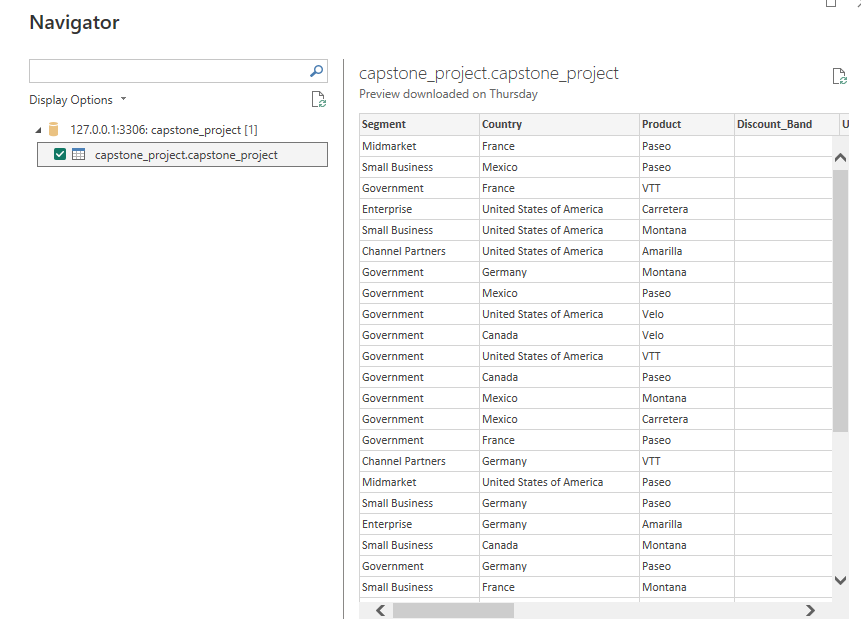 Navigator
Display Options
127.0.0.1:3306: capstone_project [1]
capstone_project.capstone_project
capstone_project.capstone_project
Preview downloaded on Thursday
Segment Country Product Discount_Band U
Midmarket France Paseo
Small Business Mexico Paseo
Government France VTT
Enterprise United States of America Carretera
Small Business United States of America Montana
Channel Partners United States of America Amarilla
Government Germany Montana
Government Mexico Paseo
Government United States of America Velo
Government Canada Velo
Government United States of America VTT
Government Canada Paseo
Government Mexico Montana
Government Mexico Carretera
Government France Paseo
Channel Partners Germany VTT
Midmarket United States of America Paseo
Small Business Germany Paseo
Enterprise Germany Amarilla
Small Business Canada Montana
Government Germany Paseo
Small Business France Montana